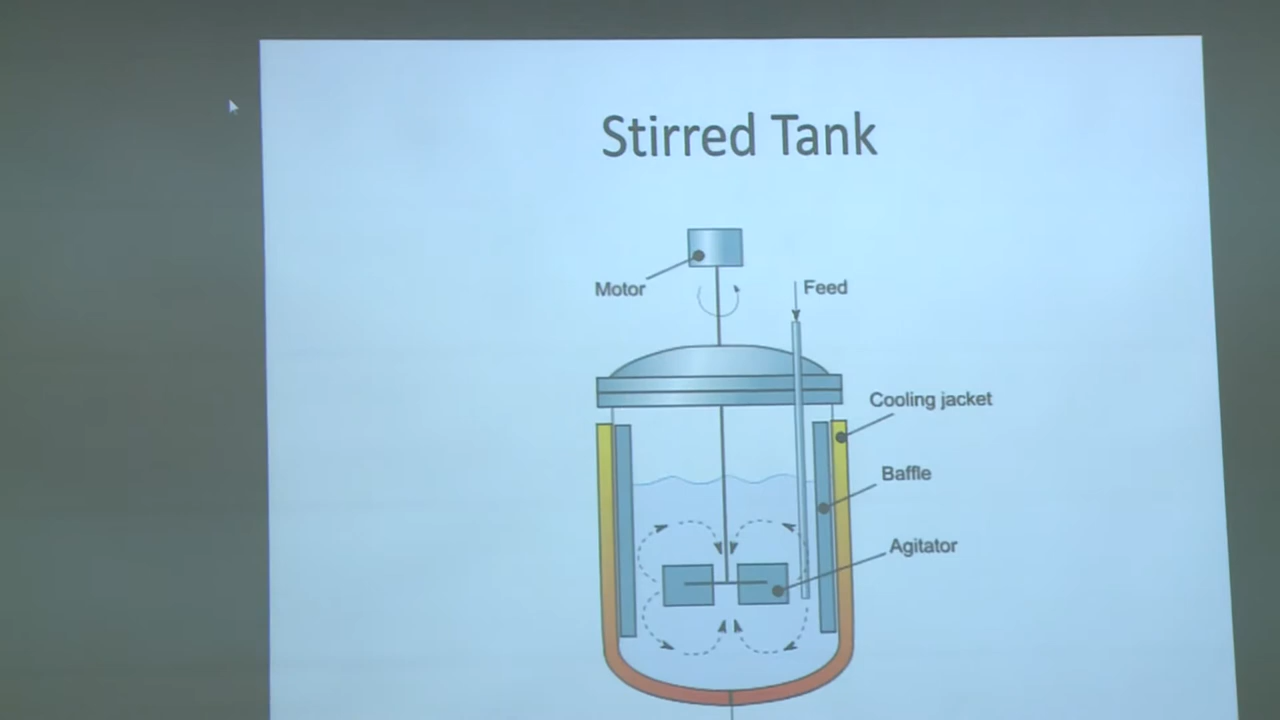 Stirred Tank
Motor
Feed
Cooling jacket
Baffle
Agitator